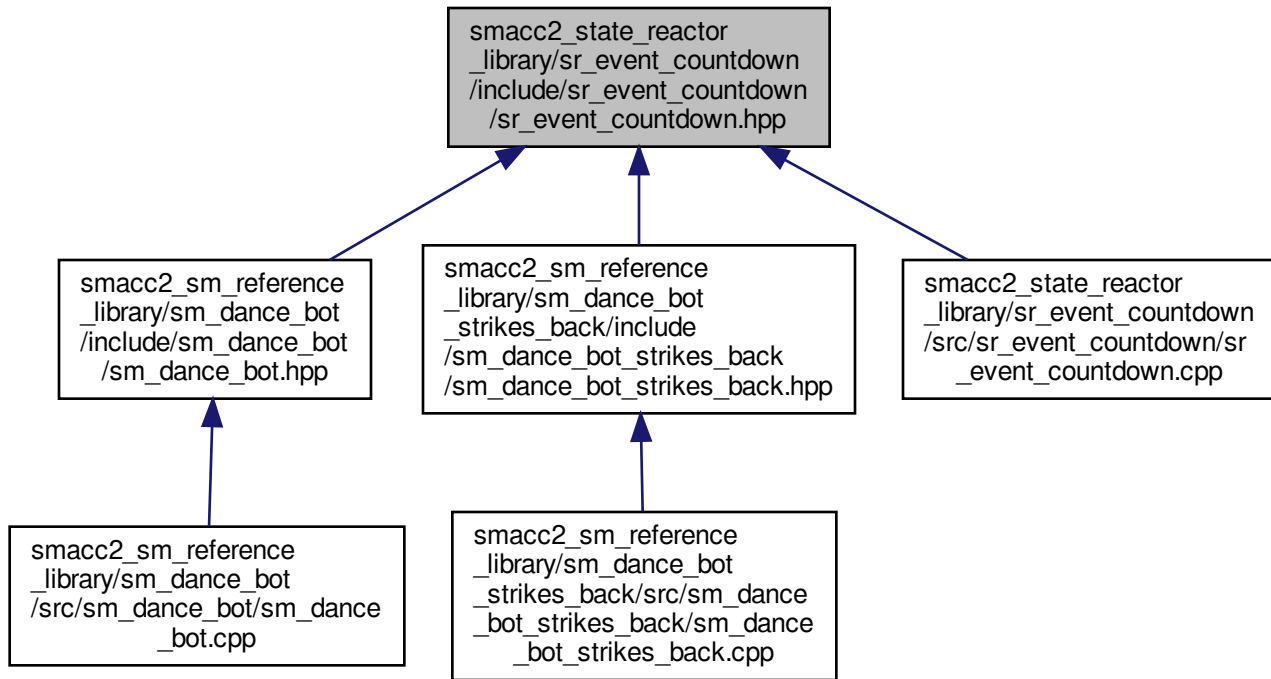 smacc2_state_reactor
_library/sr_event_countdown
/include/sr_event_countdown
/sr_event_countdown.hpp
smacc2_sm_reference
_library/sm_dance_bot
/include/sm_dance_bot
/sm_dance_bot.hpp
smacc2_sm_reference
_library/sm_dance_bot
_strikes_back/include
/sm_dance_bot_strikes_back
/sm_dance_bot_strikes_back.hpp
smacc2_state_reactor
_library/sr_event_countdown
/src/sr_event_countdown/sr
_event_countdown.cpp
smacc2_sm_reference
_library/sm_dance_bot
/src/sm_dance_bot/sm_dance
_bot.cpp
smacc2_sm_reference
_library/sm_dance_bot
_strikes_back/src/sm_dance
_bot_strikes_back/sm_dance
_bot_strikes_back.cpp